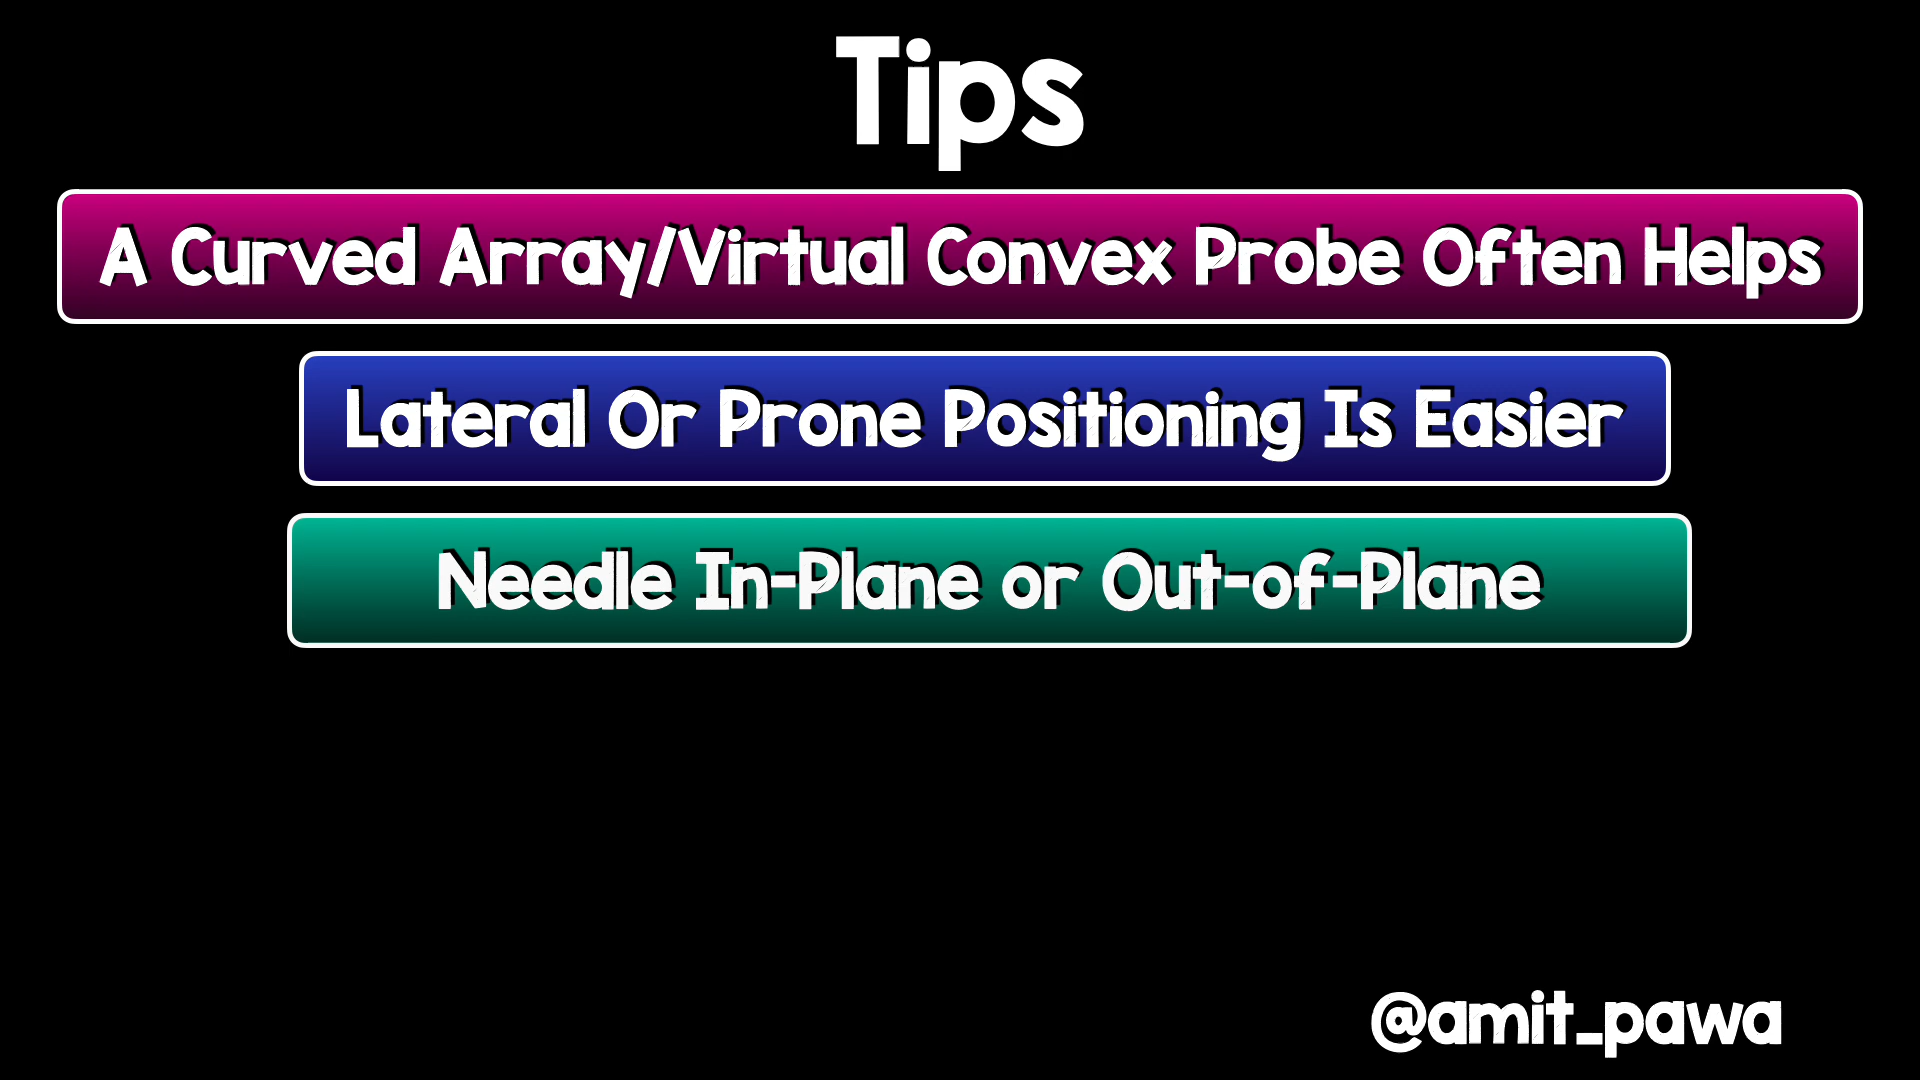 Tips
A Curved Array/Virtual Convex Probe Often Helps
Lateral Or Prone Positioning Is Easier
Needle In-Plane or Out-of-Plane
@amit_pawa